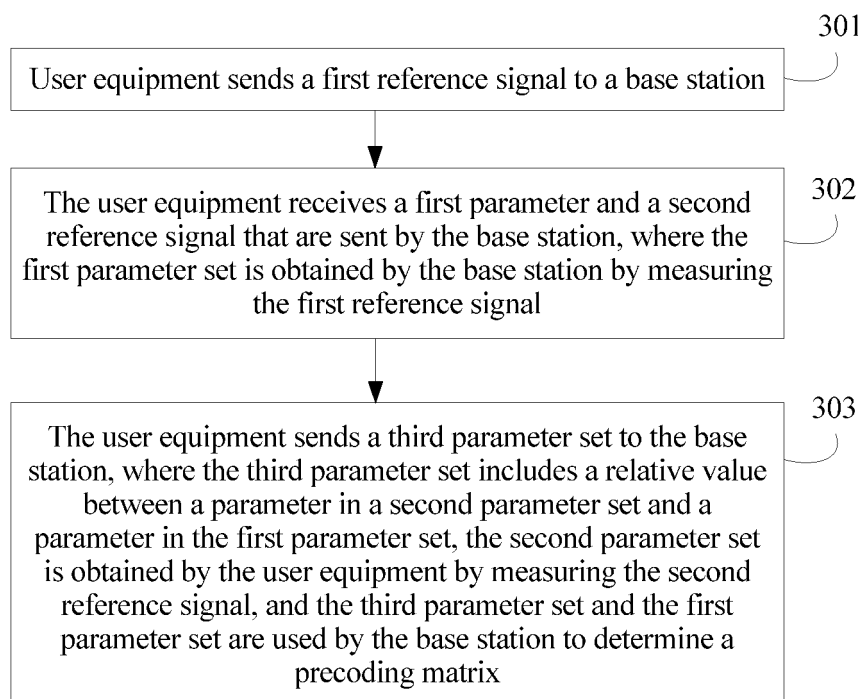 301
User equipment sends a first reference signal to a base station
302
The user equipment receives a first parameter and a second
reference signal that are sent by the base station, where the
first parameter set is obtained by the base station by measuring
the first reference signal
303
The user equipment sends a third parameter set to the base
station, where the third parameter set includes a relative value
between a parameter in a second parameter set and a
parameter in the first parameter set, the second parameter set
is obtained by the user equipment by measuring the second
reference signal, and the third parameter set and the first
parameter set are used by the base station to determine a
precoding matrix